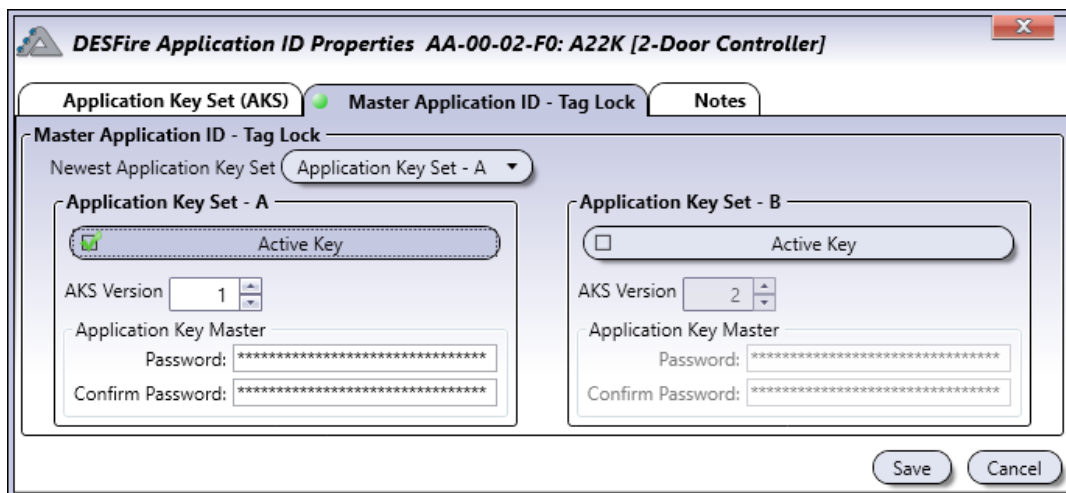 DESFire Application ID Properties  AA-00-02-F0: A22K [2-Door Controller]
X
Application Key Set (AKS)
Master Application ID - Tag Lock
Notes
Master Application ID - Tag Lock
Newest Application Key Set
Application Key Set - A
Application Key Set - A
Active Key
AKS Version
1
Application Key Master
Password: *********************************
Confirm Password: *********************************
Application Key Set - B
Active Key
AKS Version
2
Application Key Master
Password: *********************************
Confirm Password: *********************************
Save
Cancel